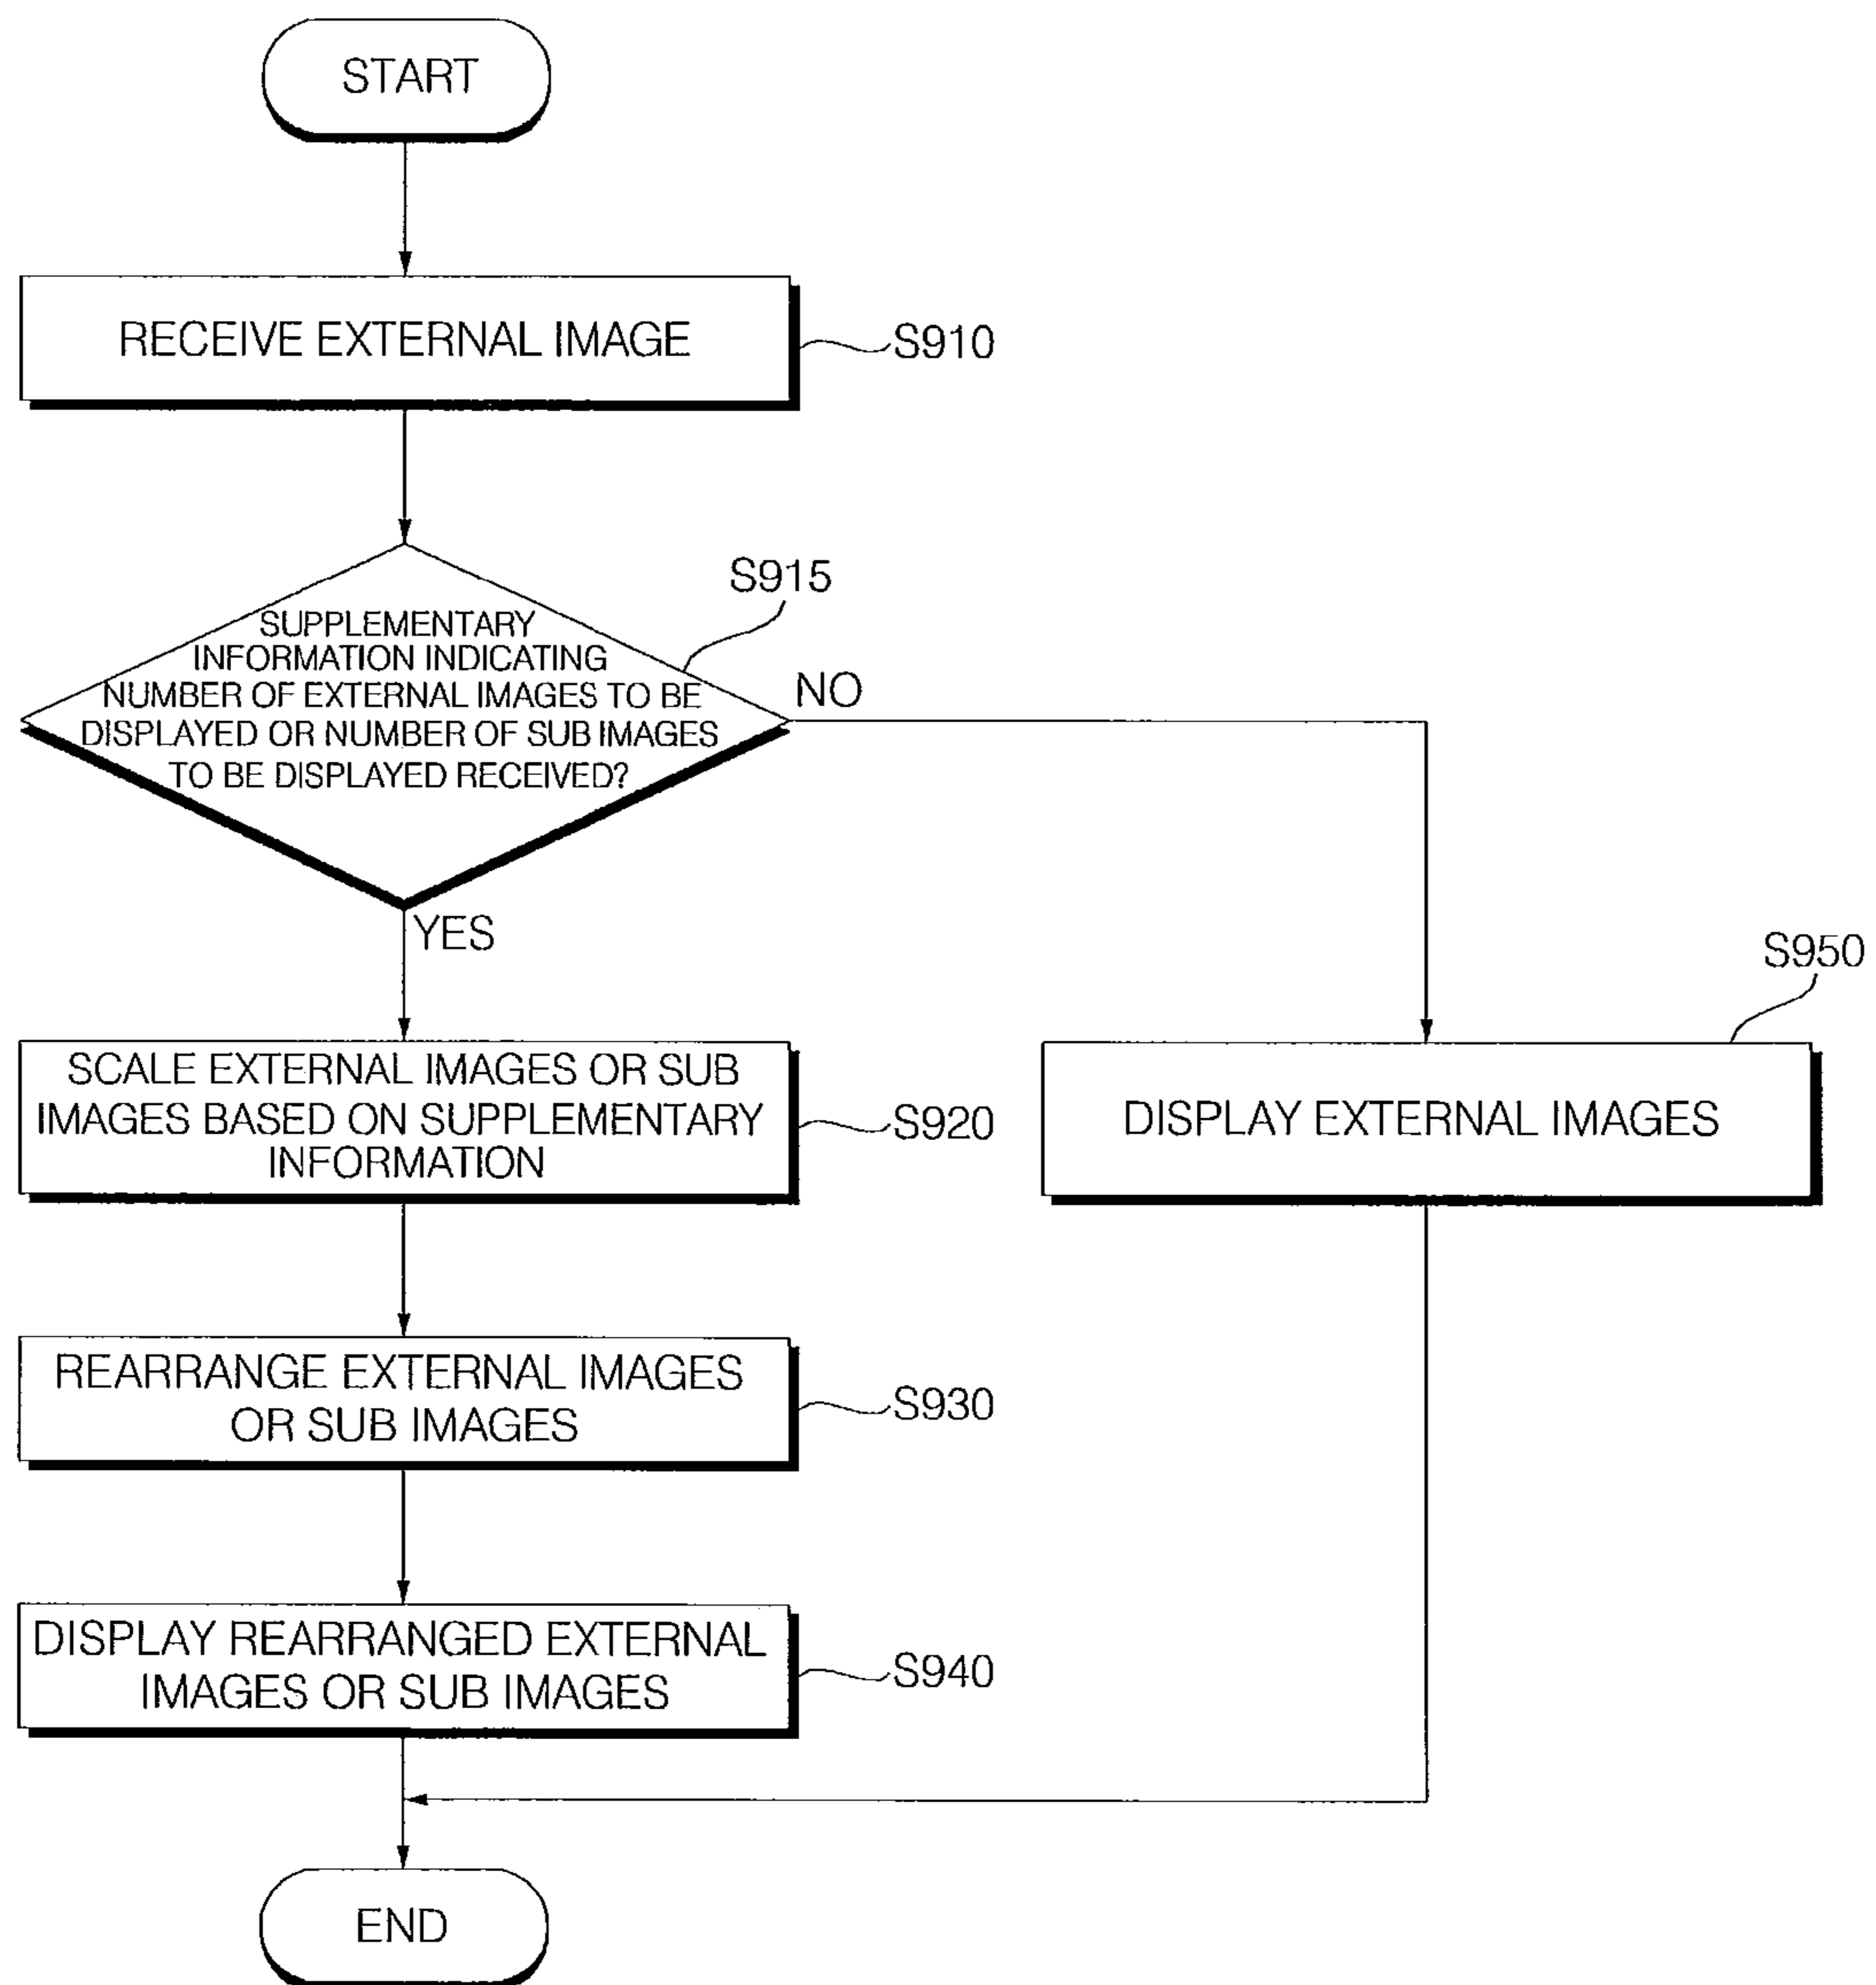 START
RECEIVE EXTERNAL IMAGE
S910
S915
SUPPLEMENTARY
INFORMATION INDICATING
NUMBER OF EXTERNAL IMAGES TO BE
DISPLAYED OR NUMBER OF SUB IMAGES
TO BE DISPLAYED RECEIVED?
NO
YES
S950
SCALE EXTERNAL IMAGES OR SUB
IMAGES BASED ON SUPPLEMENTARY
INFORMATION
S920
DISPLAY EXTERNAL IMAGES
REARRANGE EXTERNAL IMAGES
OR SUB IMAGES
S930
DISPLAY REARRANGED EXTERNAL
IMAGES OR SUB IMAGES
S940
END